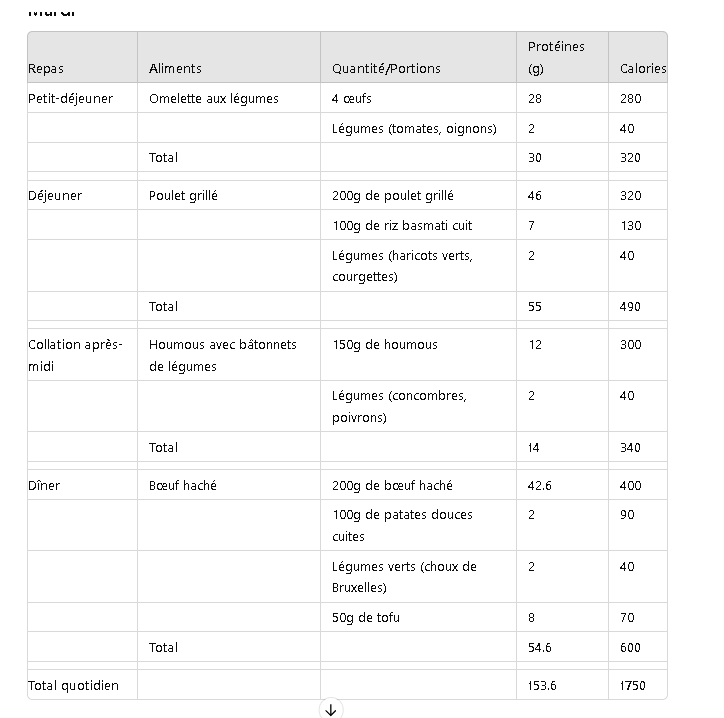 Mardi
Repas Aliments Quantité/Portions Protéines (g) Calories
Petit-déjeuner Omelette aux légumes 4 œufs 28 280
Légumes (tomates, oignons) 2 40
Total 30 320
Déjeuner Poulet grillé 200g de poulet grillé 46 320
100g de riz basmati cuit 7 130
Légumes (haricots verts, courgettes) 2 40
Total 55 490
Collation après-midi Houmous avec bâtonnets de légumes 150g de houmous 12 300
Légumes (concombres, poivrons) 2 40
Total 14 340
Dîner Bœuf haché 200g de bœuf haché 42.6 400
100g de patates douces cuites 2 90
Légumes verts (choux de Bruxelles) 2 40
50g de tofu 8 70
Total 54.6 600
Total quotidien 153.6 1750